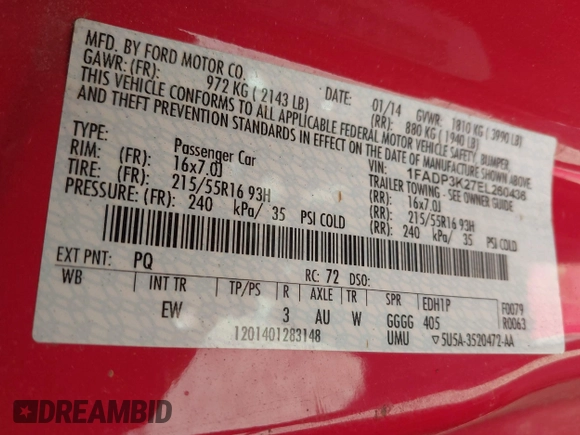 MFD. BY FORD MOTOR CO.
DATE: 01/14 GVWR: 1810 KG ( 3990 LB)
GAWR: (FR): 972 KG ( 2143 LB) (RR): 880 KG ( 1940 LB)
THIS VEHICLE CONFORMS TO ALL APPLICABLE FEDERAL MOTOR VEHICLE SAFETY, BUMPER,
AND THEFT PREVENTION STANDARDS IN EFFECT ON THE DATE OF MANUFACTURE SHOWN ABOVE.
VIN: 1FADP3K27EL260436
TYPE: Passenger Car TRAILER TOWING - SEE OWNER GUIDE
RIM: (FR): 16x7.0J (RR): 16x7.0J
TIRE: (FR): 215/55R16 93H (RR): 215/55R16 93H
PRESSURE: (FR): 240 kPa/ 35 PSI COLD (RR): 240 kPa/ 35 PSI COLD
EXT PNT: PQ RC: 72 DSO:
WB INT TR TP/PS R AXLE TR SPR EDH1P F0079
EW 3 AU W GGGG 405 R0063
1201401283148 UMU ▽ 5U5A-3520472-AA
DREAMBID